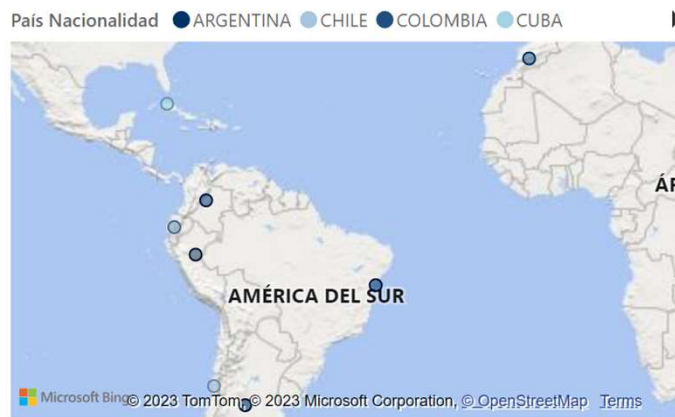 País Nacionalidad ARGENTINA CHILE COLOMBIA CUBA
ÁF
AMÉRICA DEL SUR
Microsoft Bing © 2023 TomTom, © 2023 Microsoft Corporation, © OpenStreetMap Terms